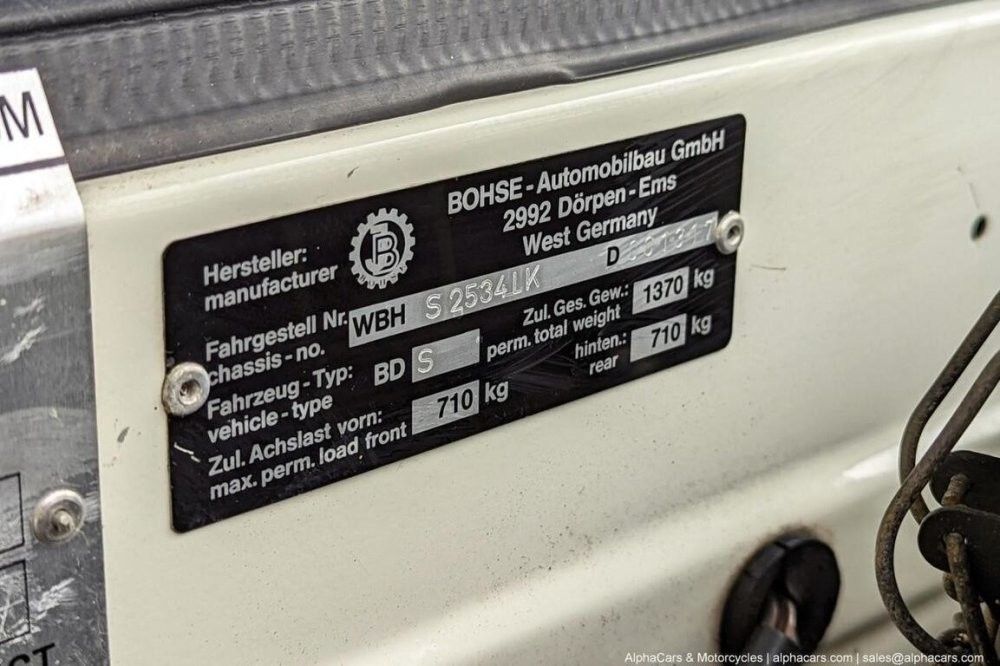 M
BOHSE - Automobilbau GmbH
2992 Dörpen - Ems
West Germany
Hersteller:
manufacturer
JBD
Fahrgestell Nr.
chassis - no.
WBH S2534LK D
Fahrzeug - Typ:
vehicle - type
BD S
Zul. Ges. Gew.:
perm. total weight
1370 kg
Zul. Achslast vorn:
max. perm. load front
710 kg
hinten.:
rear
710 kg
AlphaCars & Motorcycles | alphacars.com | sales@alphacars.com